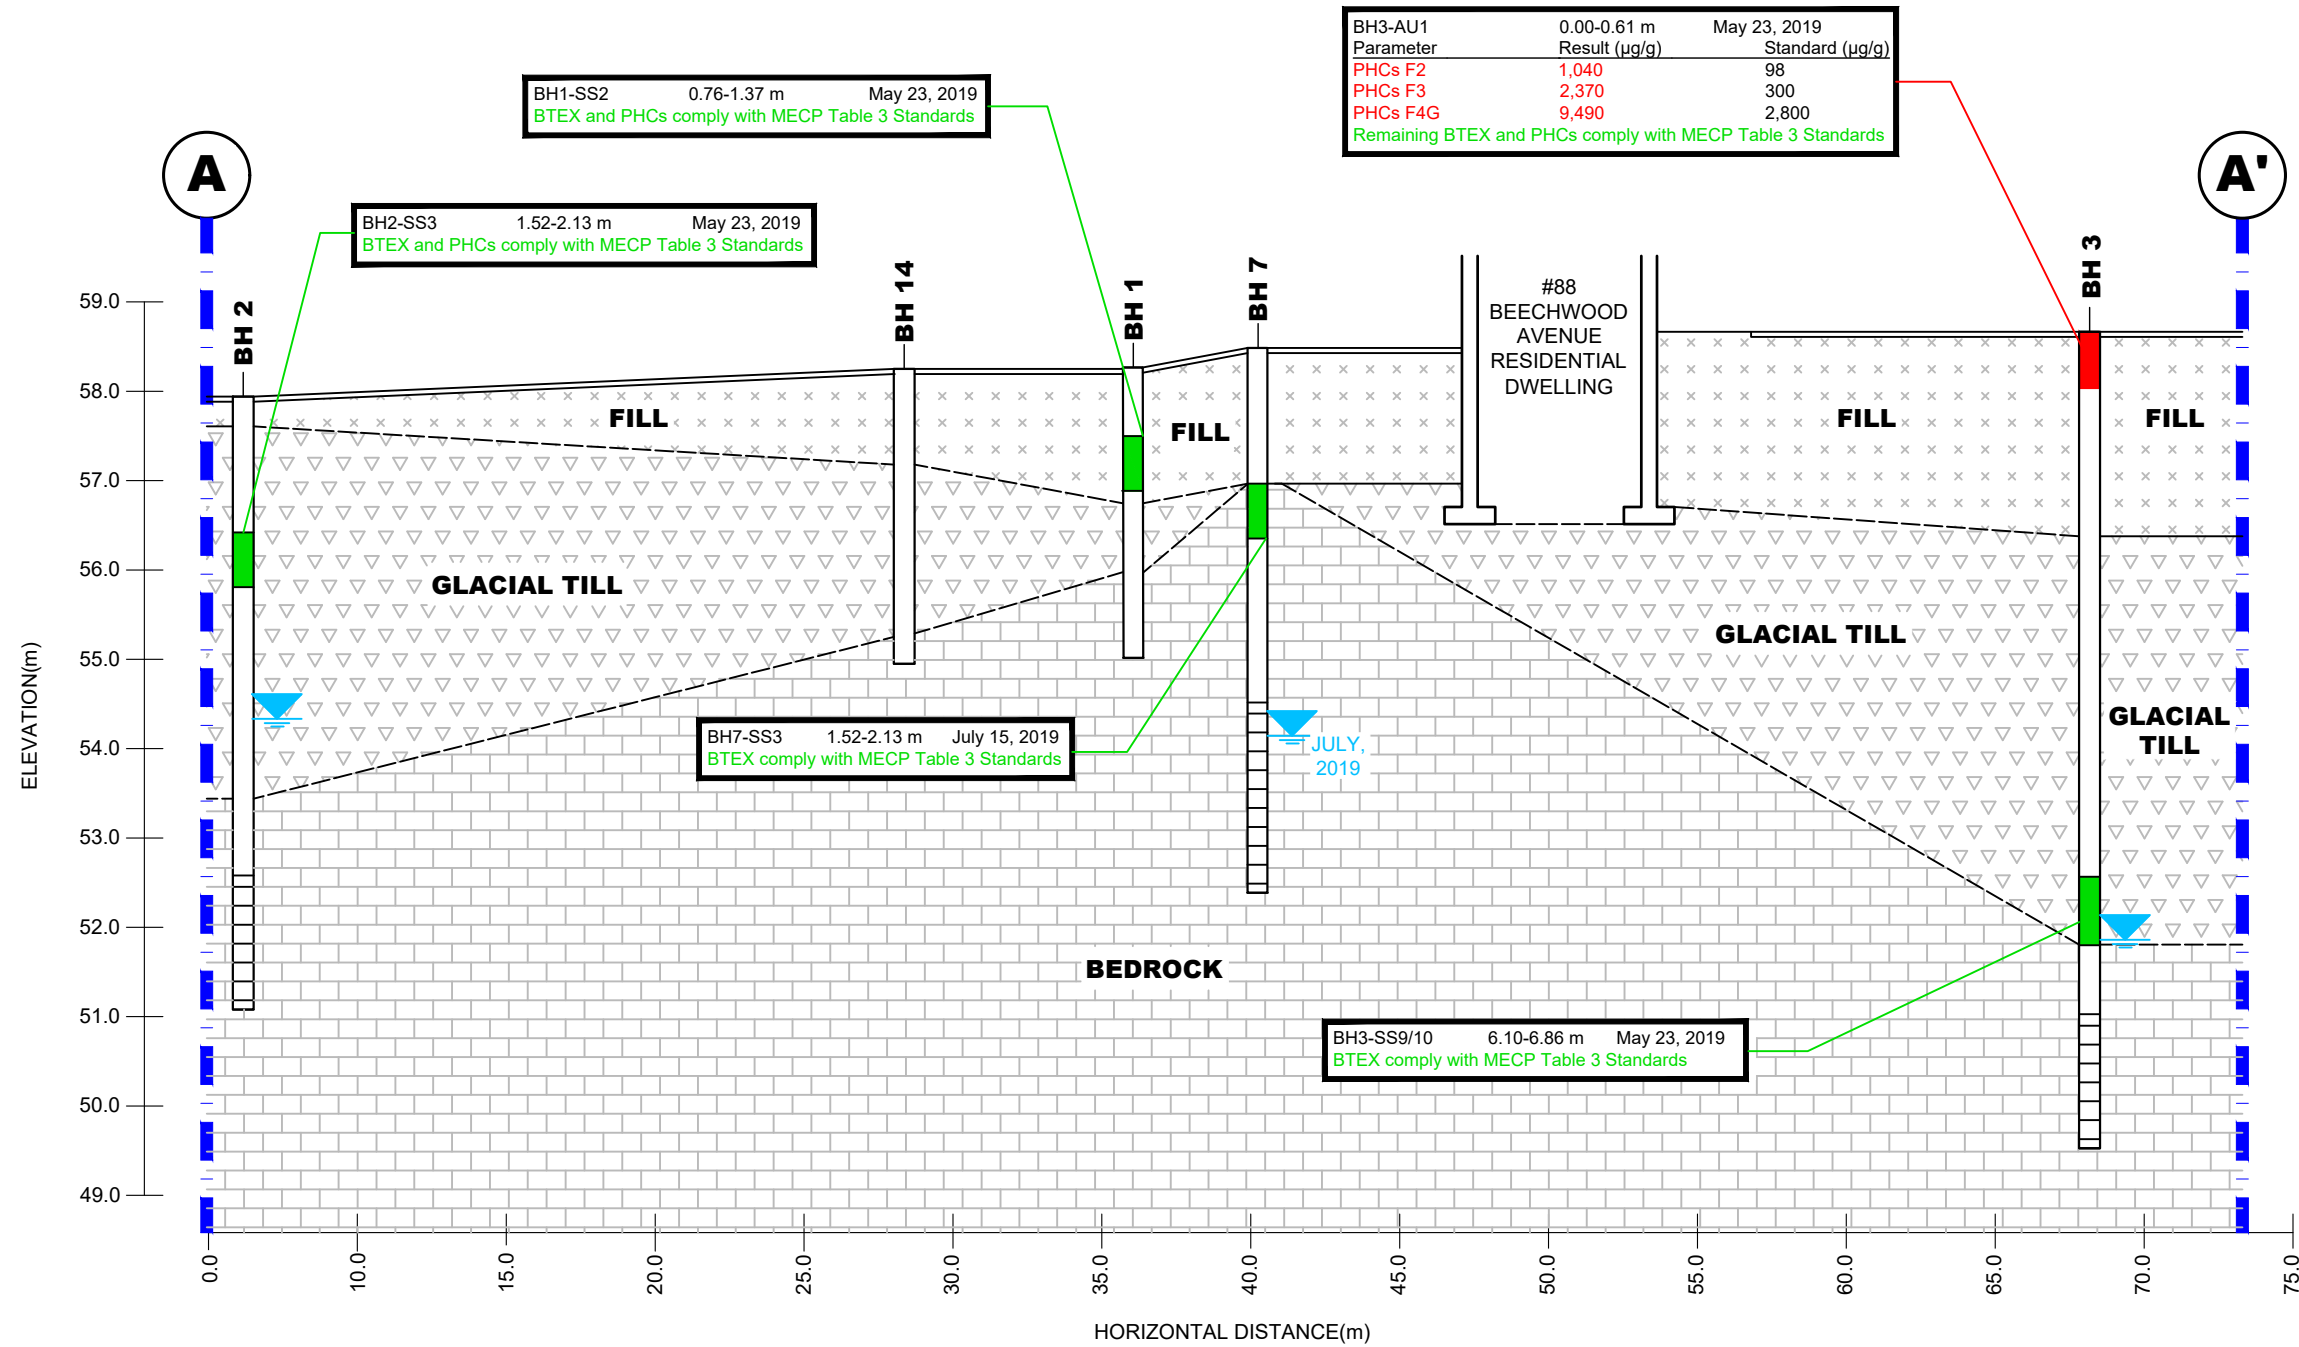 BH3-AU1 0.00-0.61 m May 23, 2019
Parameter Result (µg/g) Standard (µg/g)
PHCs F2 1,040 98
PHCs F3 2,370 300
PHCs F4G 9,490 2,800
Remaining BTEX and PHCs comply with MECP Table 3 Standards
BH1-SS2 0.76-1.37 m May 23, 2019
BTEX and PHCs comply with MECP Table 3 Standards
A
A'
BH2-SS3 1.52-2.13 m May 23, 2019
BTEX and PHCs comply with MECP Table 3 Standards
BH 2
BH 14
BH 1
BH 7
BH 3
#88
BEECHWOOD
AVENUE
RESIDENTIAL
DWELLING
59.0
58.0
57.0
56.0
55.0
54.0
53.0
52.0
51.0
50.0
49.0
ELEVATION(m)
FILL
FILL
FILL
FILL
GLACIAL TILL
GLACIAL TILL
GLACIAL
TILL
BH7-SS3 1.52-2.13 m July 15, 2019
BTEX comply with MECP Table 3 Standards
JULY,
2019
BEDROCK
BH3-SS9/10 6.10-6.86 m May 23, 2019
BTEX comply with MECP Table 3 Standards
0.0
10.0
15.0
20.0
25.0
30.0
35.0
40.0
45.0
50.0
55.0
60.0
65.0
70.0
75.0
HORIZONTAL DISTANCE(m)